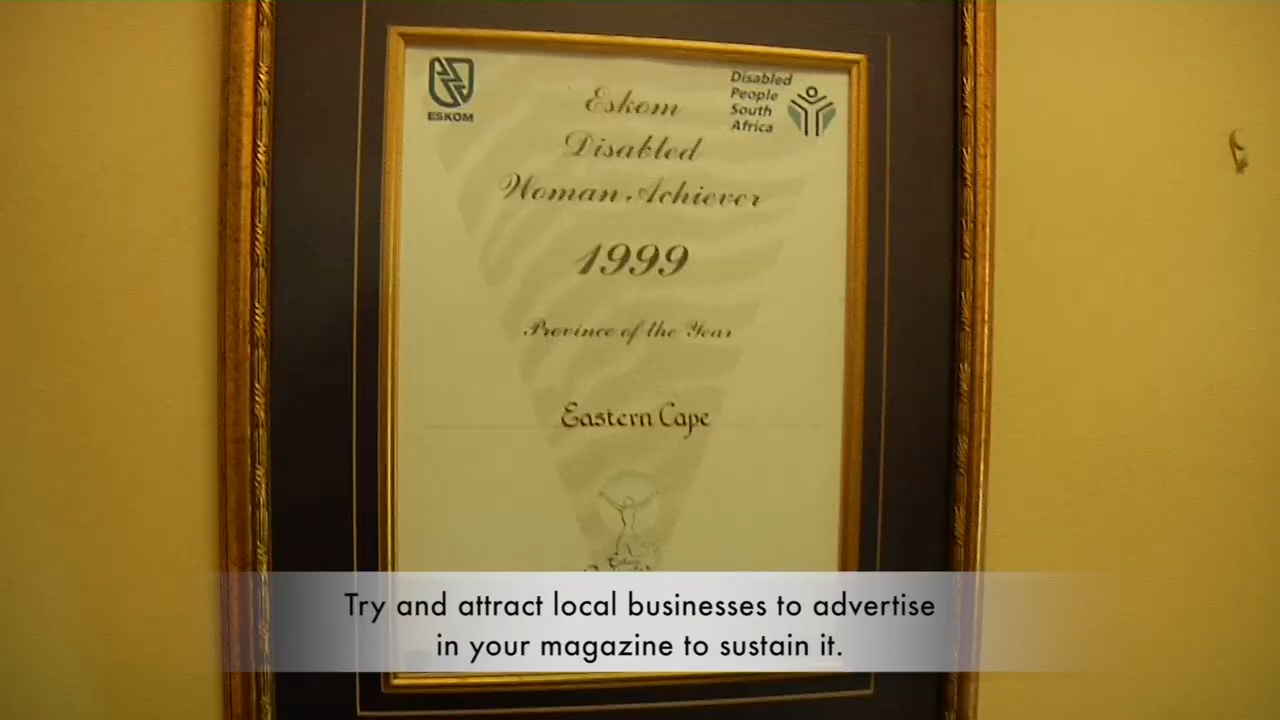 ESKOM
Disabled
People
South
Africa
Eskom
Disabled
Woman Achiever
1999
Province of the Year
Eastern Cape
Try and attract local businesses to advertise
in your magazine to sustain it.